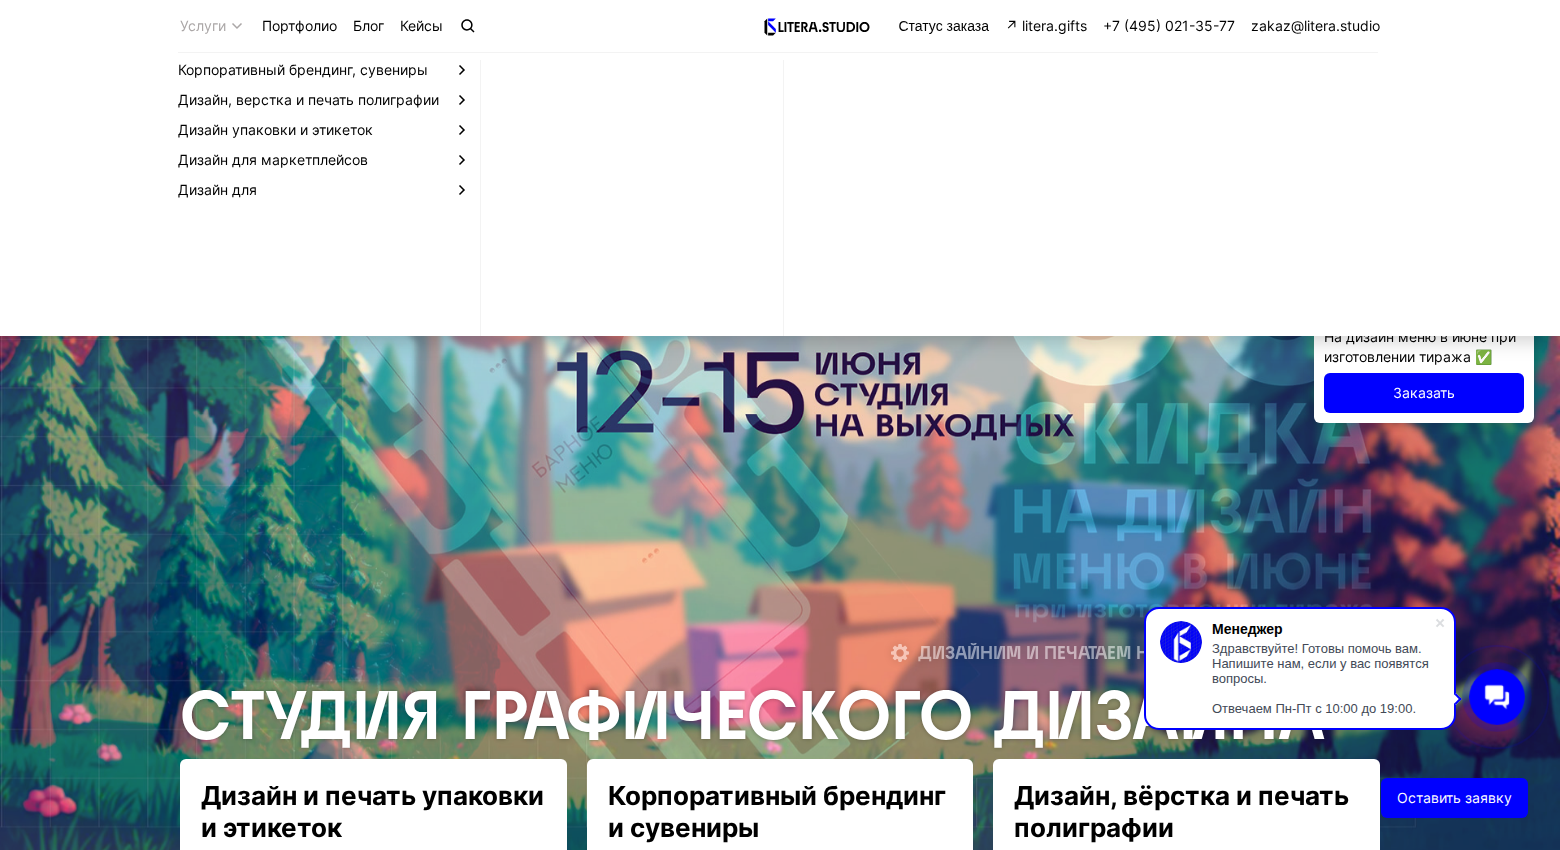 Услуги
Портфолио
Блог
Кейсы
LITERA.STUDIO
Статус заказа
litera.gifts
+7 (495) 021-35-77
zakaz@litera.studio
Корпоративный брендинг, сувениры
Дизайн, верстка и печать полиграфии
Дизайн упаковки и этикеток
Дизайн для маркетплейсов
Дизайн для
На дизайн меню в июне при
изготовлении тиража ✅
Заказать
12–15
ИЮНЯ
СТУДИЯ
НА ВЫХОДНЫХ
БАРНОЕ
МЕНЮ
СКИДКА
НА ДИЗАЙН
МЕНЮ В ИЮНЕ
при изготовлении тиража
ДИЗАЙНИМ И ПЕЧАТАЕМ
Менеджер
Здравствуйте! Готовы помочь вам.
Напишите нам, если у вас появятся
вопросы.
Отвечаем Пн-Пт с 10:00 до 19:00.
СТУДИЯ ГРАФИЧЕСКОГО ДИЗАЙНА
Дизайн и печать упаковки
и этикеток
Корпоративный брендинг
и сувениры
Дизайн, вёрстка и печать
полиграфии
Оставить заявку